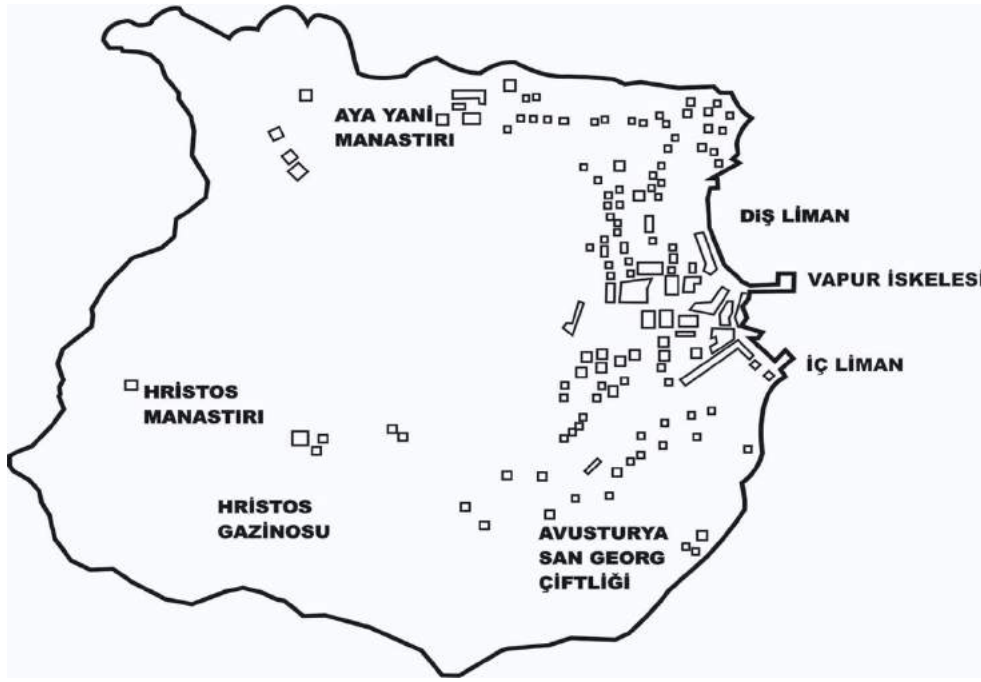 AYA YANİ
MANASTIRI
DiŞ LİMAN
VAPUR İSKELESİ
İÇ LİMAN
HRİSTOS
MANASTIRI
HRİSTOS
GAZİNOSU
AVUSTURYA
SAN GEORG
ÇİFTLİĞİ